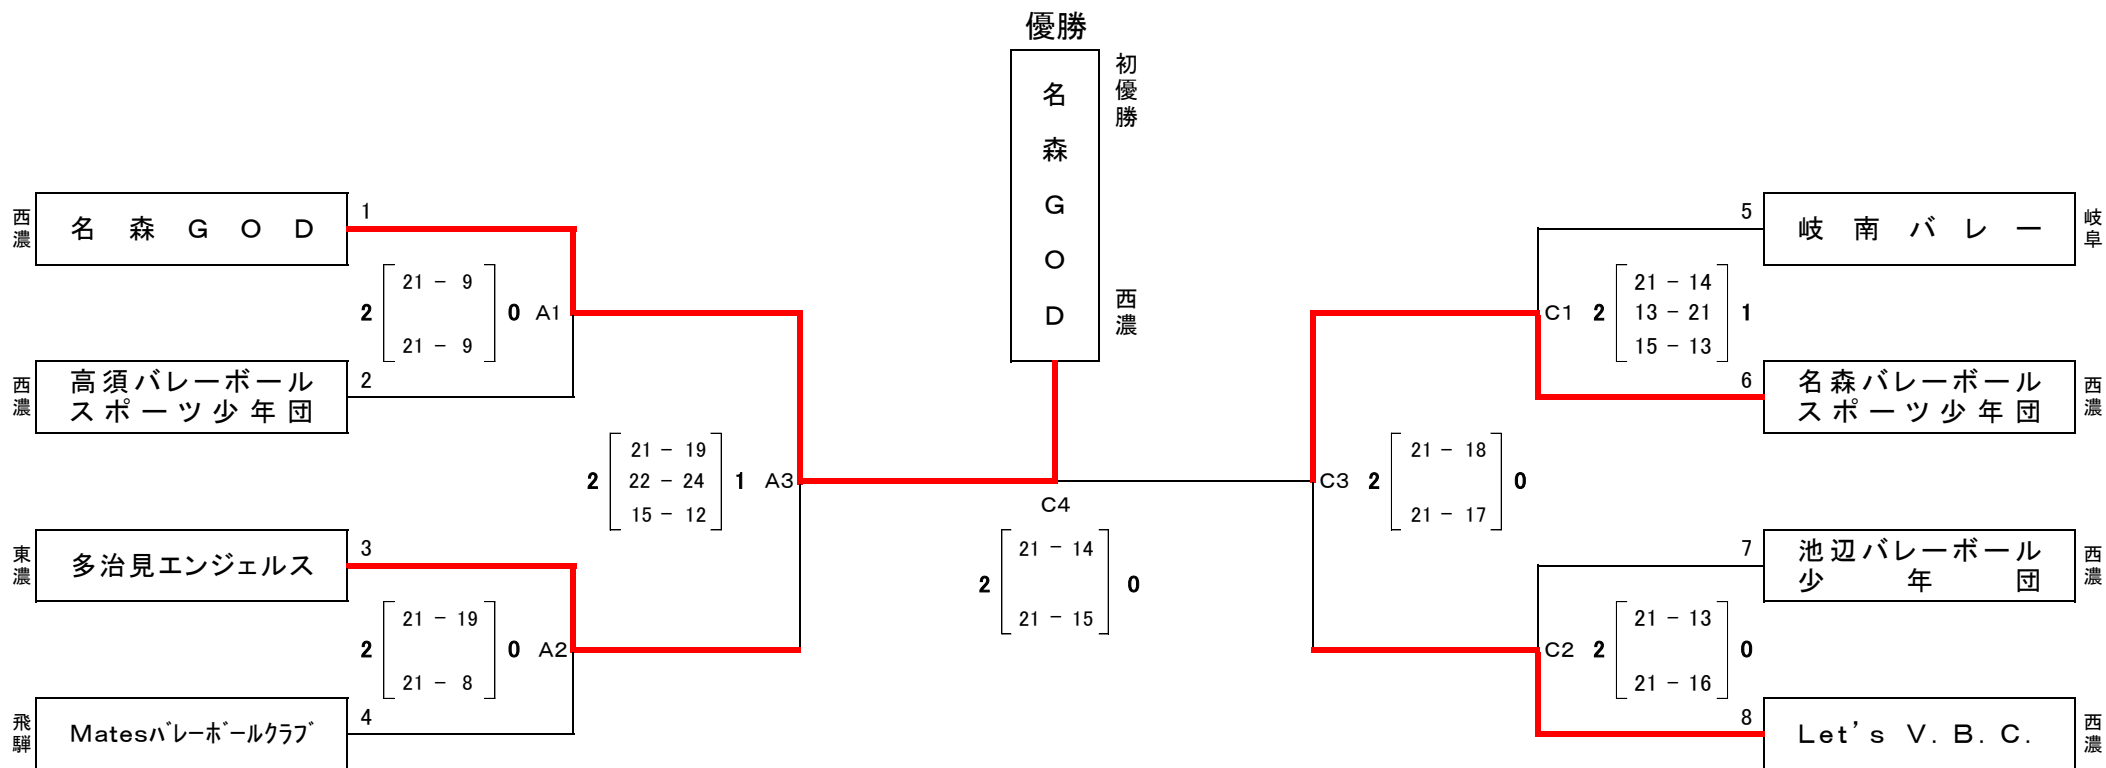 優勝
名森GOD
初優勝
西濃
西濃
名森GOD
1
2 [21 － 9
21 － 9] 0 A1
西濃
高須バレーボール
スポーツ少年団
2
2 [21 － 19
22 － 24
15 － 12] 1 A3
東濃
多治見エンジェルス
3
2 [21 － 19
21 － 8] 0 A2
飛騨
Matesﾊﾞﾚｰﾎﾞｰﾙｸﾗﾌﾞ
4
C4
2 [21 － 14
21 － 15] 0
5
岐南バレー
岐阜
C1 2 [21 － 14
13 － 21
15 － 13] 1
6
名森バレーボール
スポーツ少年団
西濃
C3 2 [21 － 18
21 － 17] 0
7
池辺バレーボール
少年団
西濃
C2 2 [21 － 13
21 － 16] 0
8
Let’s V.B.C.
西濃